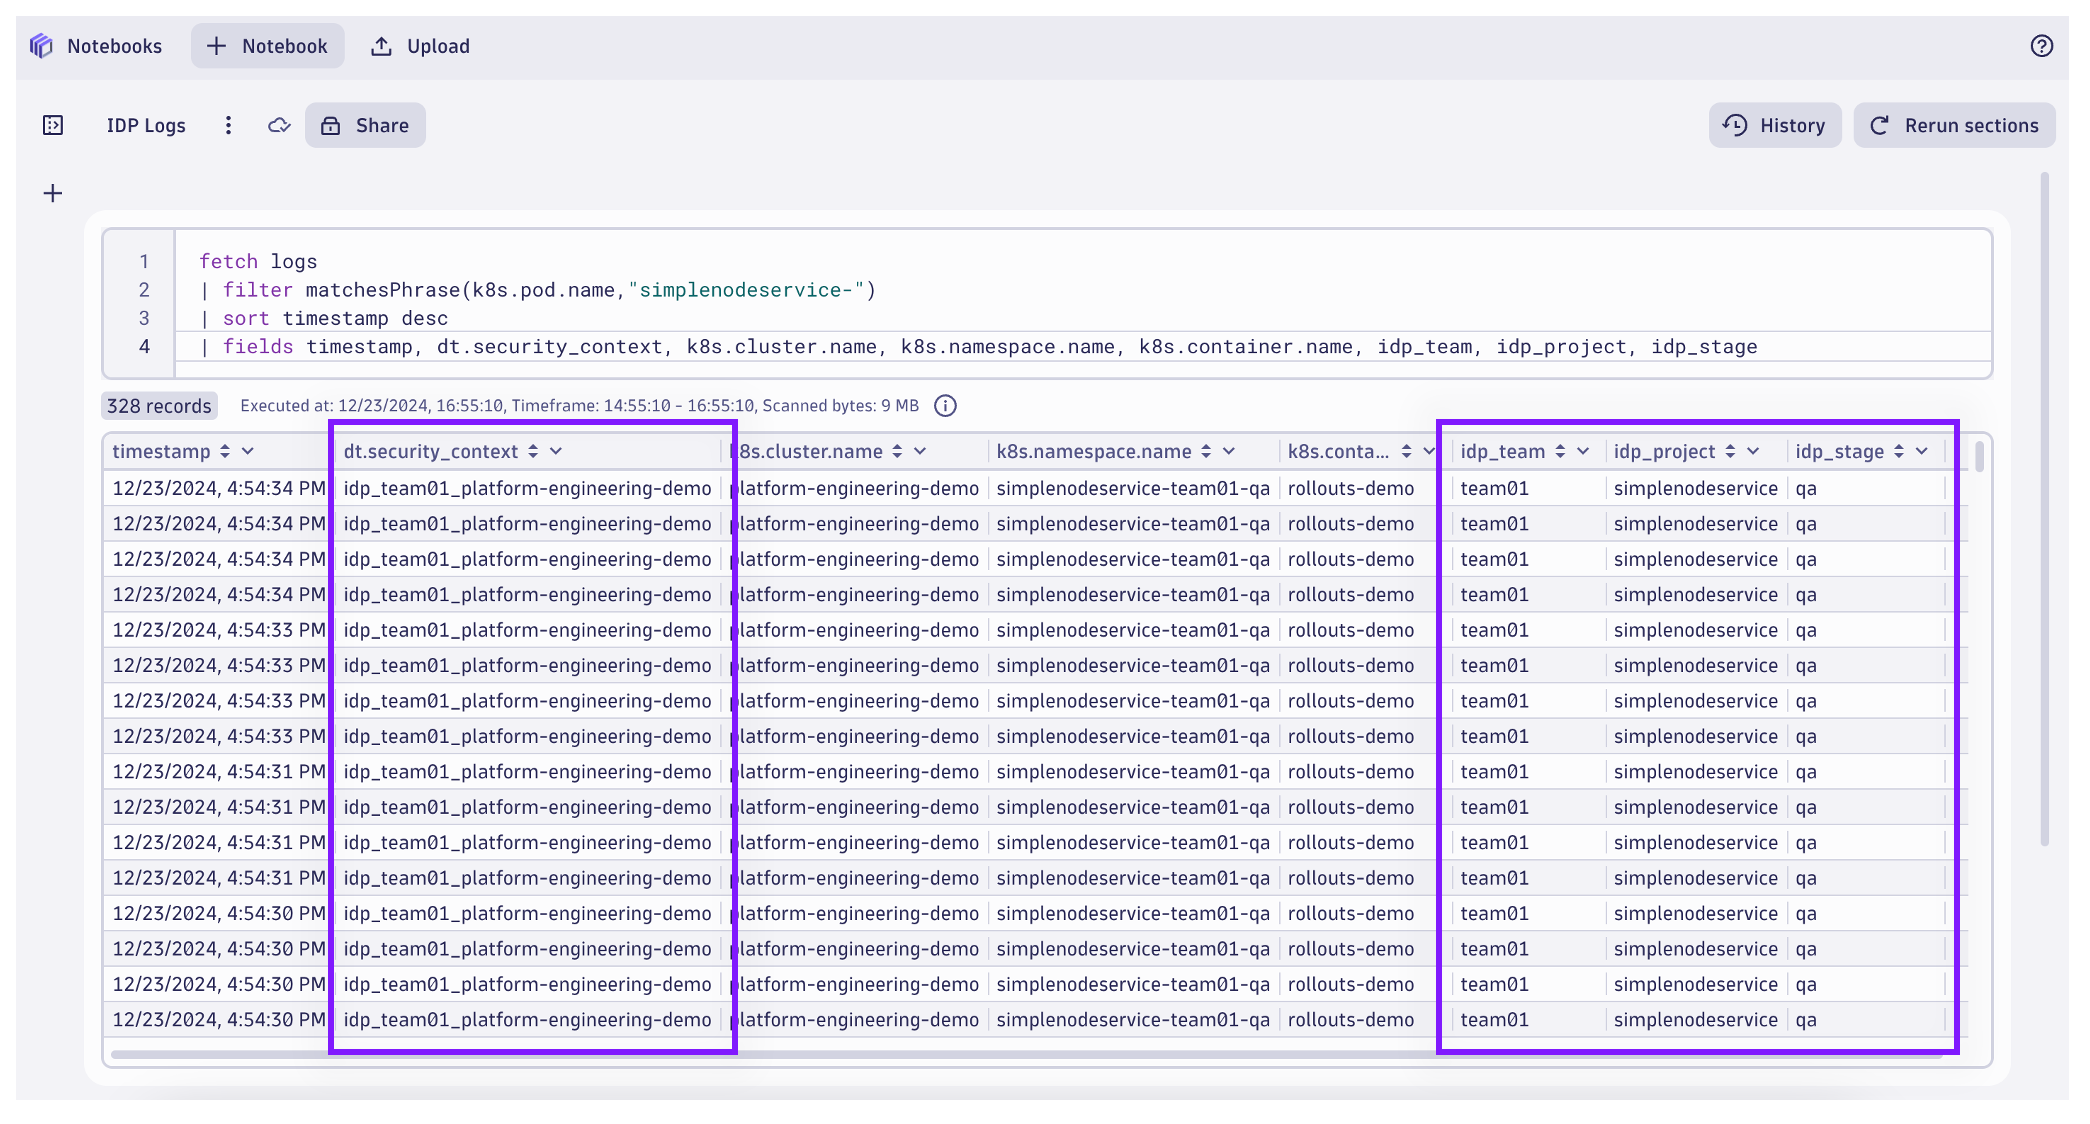 Notebooks + Notebook Upload
IDP Logs Share History Rerun sections
1 fetch logs
2 | filter matchesPhrase(k8s.pod.name,"simplenodeservice-")
3 | sort timestamp desc
4 | fields timestamp, dt.security_context, k8s.cluster.name, k8s.namespace.name, k8s.container.name, idp_team, idp_project, idp_stage
328 records Executed at: 12/23/2024, 16:55:10, Timeframe: 14:55:10 - 16:55:10, Scanned bytes: 9 MB
timestamp dt.security_context k8s.cluster.name k8s.namespace.name k8s.conta... idp_team idp_project idp_stage
12/23/2024, 4:54:34 PM idp_team01_platform-engineering-demo platform-engineering-demo simplenodeservice-team01-qa rollouts-demo team01 simplenodeservice qa
12/23/2024, 4:54:34 PM idp_team01_platform-engineering-demo platform-engineering-demo simplenodeservice-team01-qa rollouts-demo team01 simplenodeservice qa
12/23/2024, 4:54:34 PM idp_team01_platform-engineering-demo platform-engineering-demo simplenodeservice-team01-qa rollouts-demo team01 simplenodeservice qa
12/23/2024, 4:54:34 PM idp_team01_platform-engineering-demo platform-engineering-demo simplenodeservice-team01-qa rollouts-demo team01 simplenodeservice qa
12/23/2024, 4:54:33 PM idp_team01_platform-engineering-demo platform-engineering-demo simplenodeservice-team01-qa rollouts-demo team01 simplenodeservice qa
12/23/2024, 4:54:33 PM idp_team01_platform-engineering-demo platform-engineering-demo simplenodeservice-team01-qa rollouts-demo team01 simplenodeservice qa
12/23/2024, 4:54:33 PM idp_team01_platform-engineering-demo platform-engineering-demo simplenodeservice-team01-qa rollouts-demo team01 simplenodeservice qa
12/23/2024, 4:54:33 PM idp_team01_platform-engineering-demo platform-engineering-demo simplenodeservice-team01-qa rollouts-demo team01 simplenodeservice qa
12/23/2024, 4:54:31 PM idp_team01_platform-engineering-demo platform-engineering-demo simplenodeservice-team01-qa rollouts-demo team01 simplenodeservice qa
12/23/2024, 4:54:31 PM idp_team01_platform-engineering-demo platform-engineering-demo simplenodeservice-team01-qa rollouts-demo team01 simplenodeservice qa
12/23/2024, 4:54:31 PM idp_team01_platform-engineering-demo platform-engineering-demo simplenodeservice-team01-qa rollouts-demo team01 simplenodeservice qa
12/23/2024, 4:54:31 PM idp_team01_platform-engineering-demo platform-engineering-demo simplenodeservice-team01-qa rollouts-demo team01 simplenodeservice qa
12/23/2024, 4:54:30 PM idp_team01_platform-engineering-demo platform-engineering-demo simplenodeservice-team01-qa rollouts-demo team01 simplenodeservice qa
12/23/2024, 4:54:30 PM idp_team01_platform-engineering-demo platform-engineering-demo simplenodeservice-team01-qa rollouts-demo team01 simplenodeservice qa
12/23/2024, 4:54:30 PM idp_team01_platform-engineering-demo platform-engineering-demo simplenodeservice-team01-qa rollouts-demo team01 simplenodeservice qa
12/23/2024, 4:54:30 PM idp_team01_platform-engineering-demo platform-engineering-demo simplenodeservice-team01-qa rollouts-demo team01 simplenodeservice qa